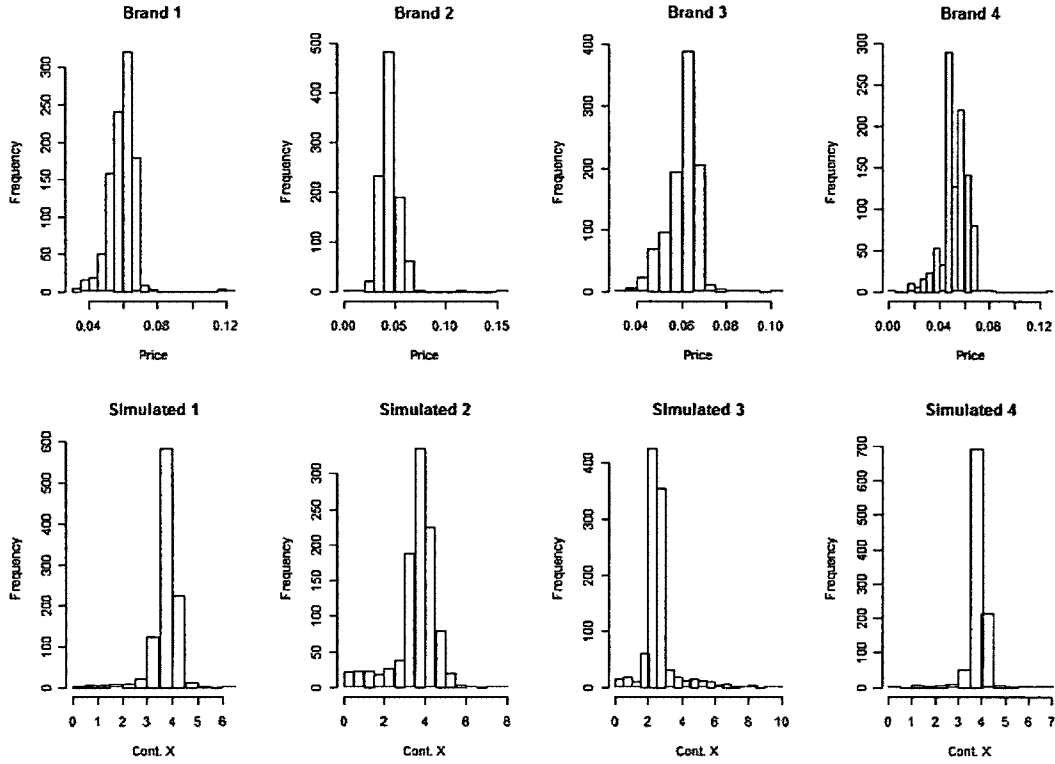 Brand 1
Brand 2
Brand 3
Brand 4
Frequency
0 50 100 150 200 250 300
0.04 0.08 0.12
Price
Frequency
0 100 200 300 400 500
0.00 0.05 0.10 0.15
Price
Frequency
0 100 200 300 400
0.04 0.06 0.08 0.10
Price
Frequency
0 50 100 150 200 250 300
0.00 0.04 0.08 0.12
Price
Simulated 1
Simulated 2
Simulated 3
Simulated 4
Frequency
0 100 200 300 400 500 600
0 1 2 3 4 5 6
Cont. X
Frequency
0 50 100 150 200 250 300
0 2 4 6 8
Cont. X
Frequency
0 100 200 300 400
0 2 4 6 8 10
Cont. X
Frequency
0 100 200 300 400 500 600 700
0 1 2 3 4 5 6 7
Cont. X